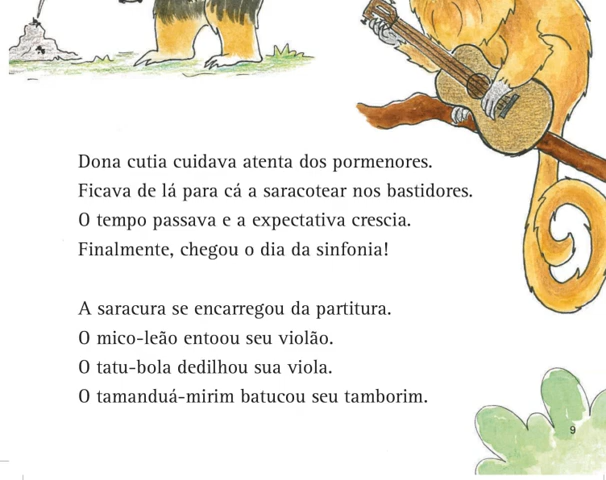 Dona cutia cuidava atenta dos pormenores.
Ficava de lá para cá a saracotear nos bastidores.
O tempo passava e a expectativa crescia.
Finalmente, chegou o dia da sinfonia!
A saracura se encarregou da partitura.
O mico-leão entoou seu violão.
O tatu-bola dedilhou sua viola.
O tamanduá-mirim batucou seu tamborim.
9